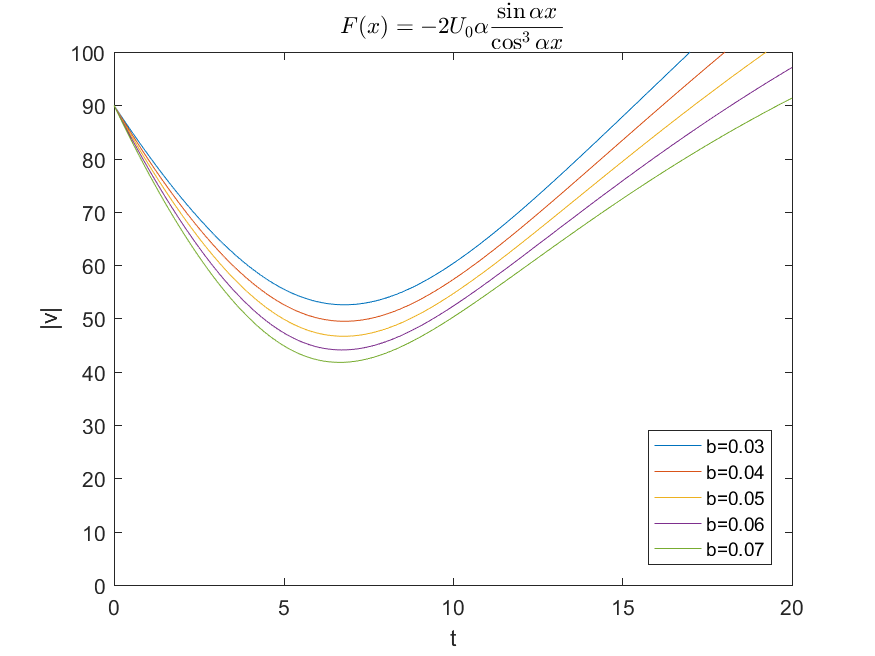 F(x) = −2U₀α sin αx / cos³ αx
|v|
100
90
80
70
60
50
40
30
20
10
0
0 5 10 15 20
t
b=0.03
b=0.04
b=0.05
b=0.06
b=0.07